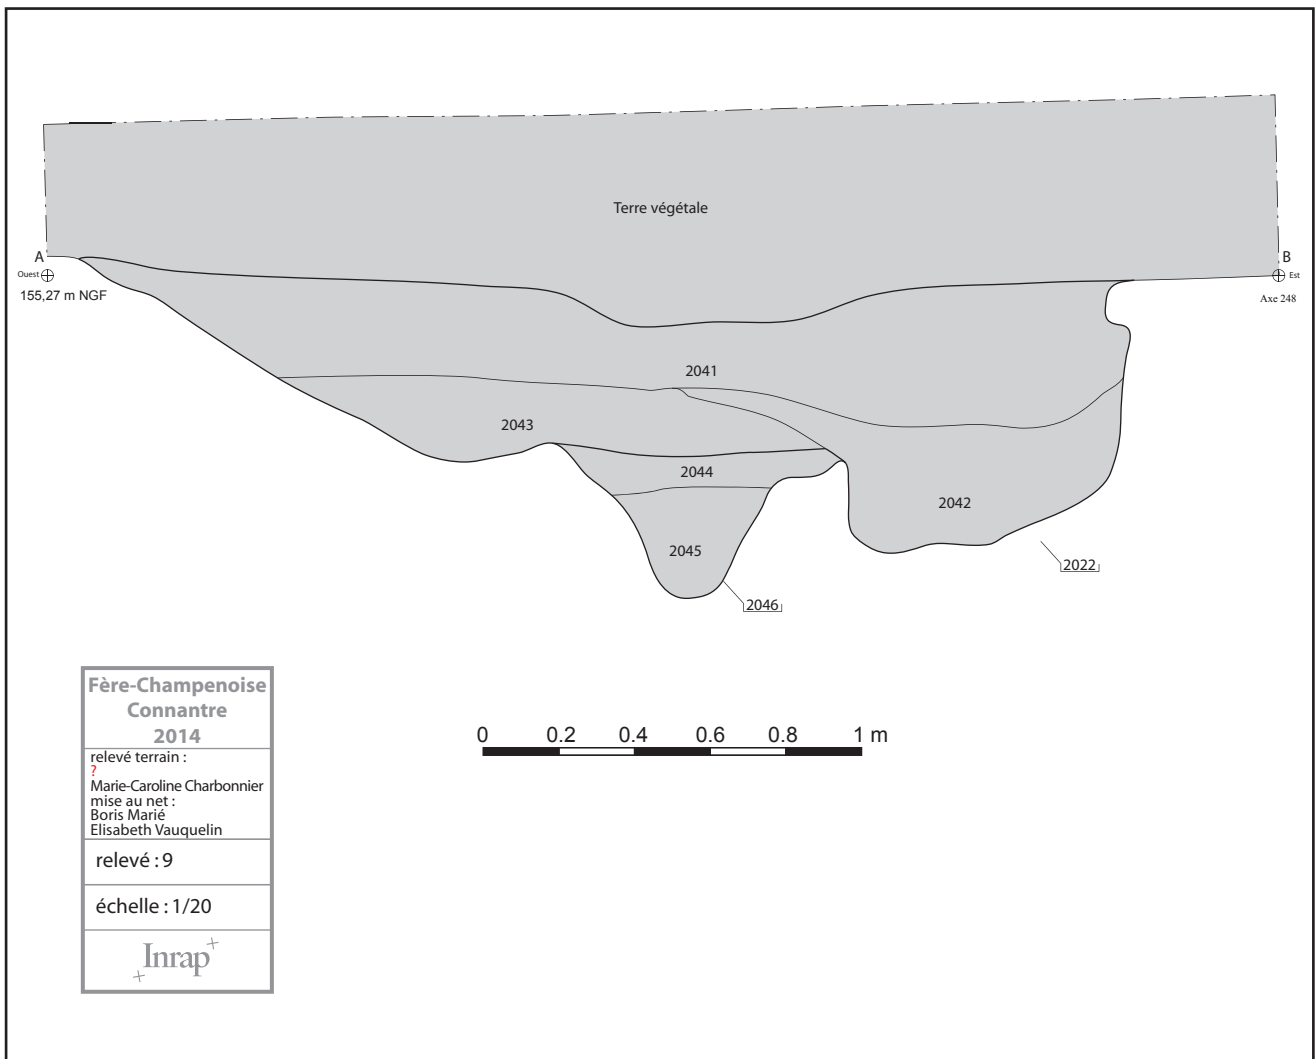 Terre végétale
A
B
Ouest
Est
155,27 m NGF
Axe 248
2041
2043
2044
2042
2045
2022
2046
Fère-Champenoise
Connantre
2014
relevé terrain :
?
Marie-Caroline Charbonnier
mise au net :
Boris Marié
Elisabeth Vauquelin
relevé : 9
échelle : 1/20
Inrap
0 0.2 0.4 0.6 0.8 1 m